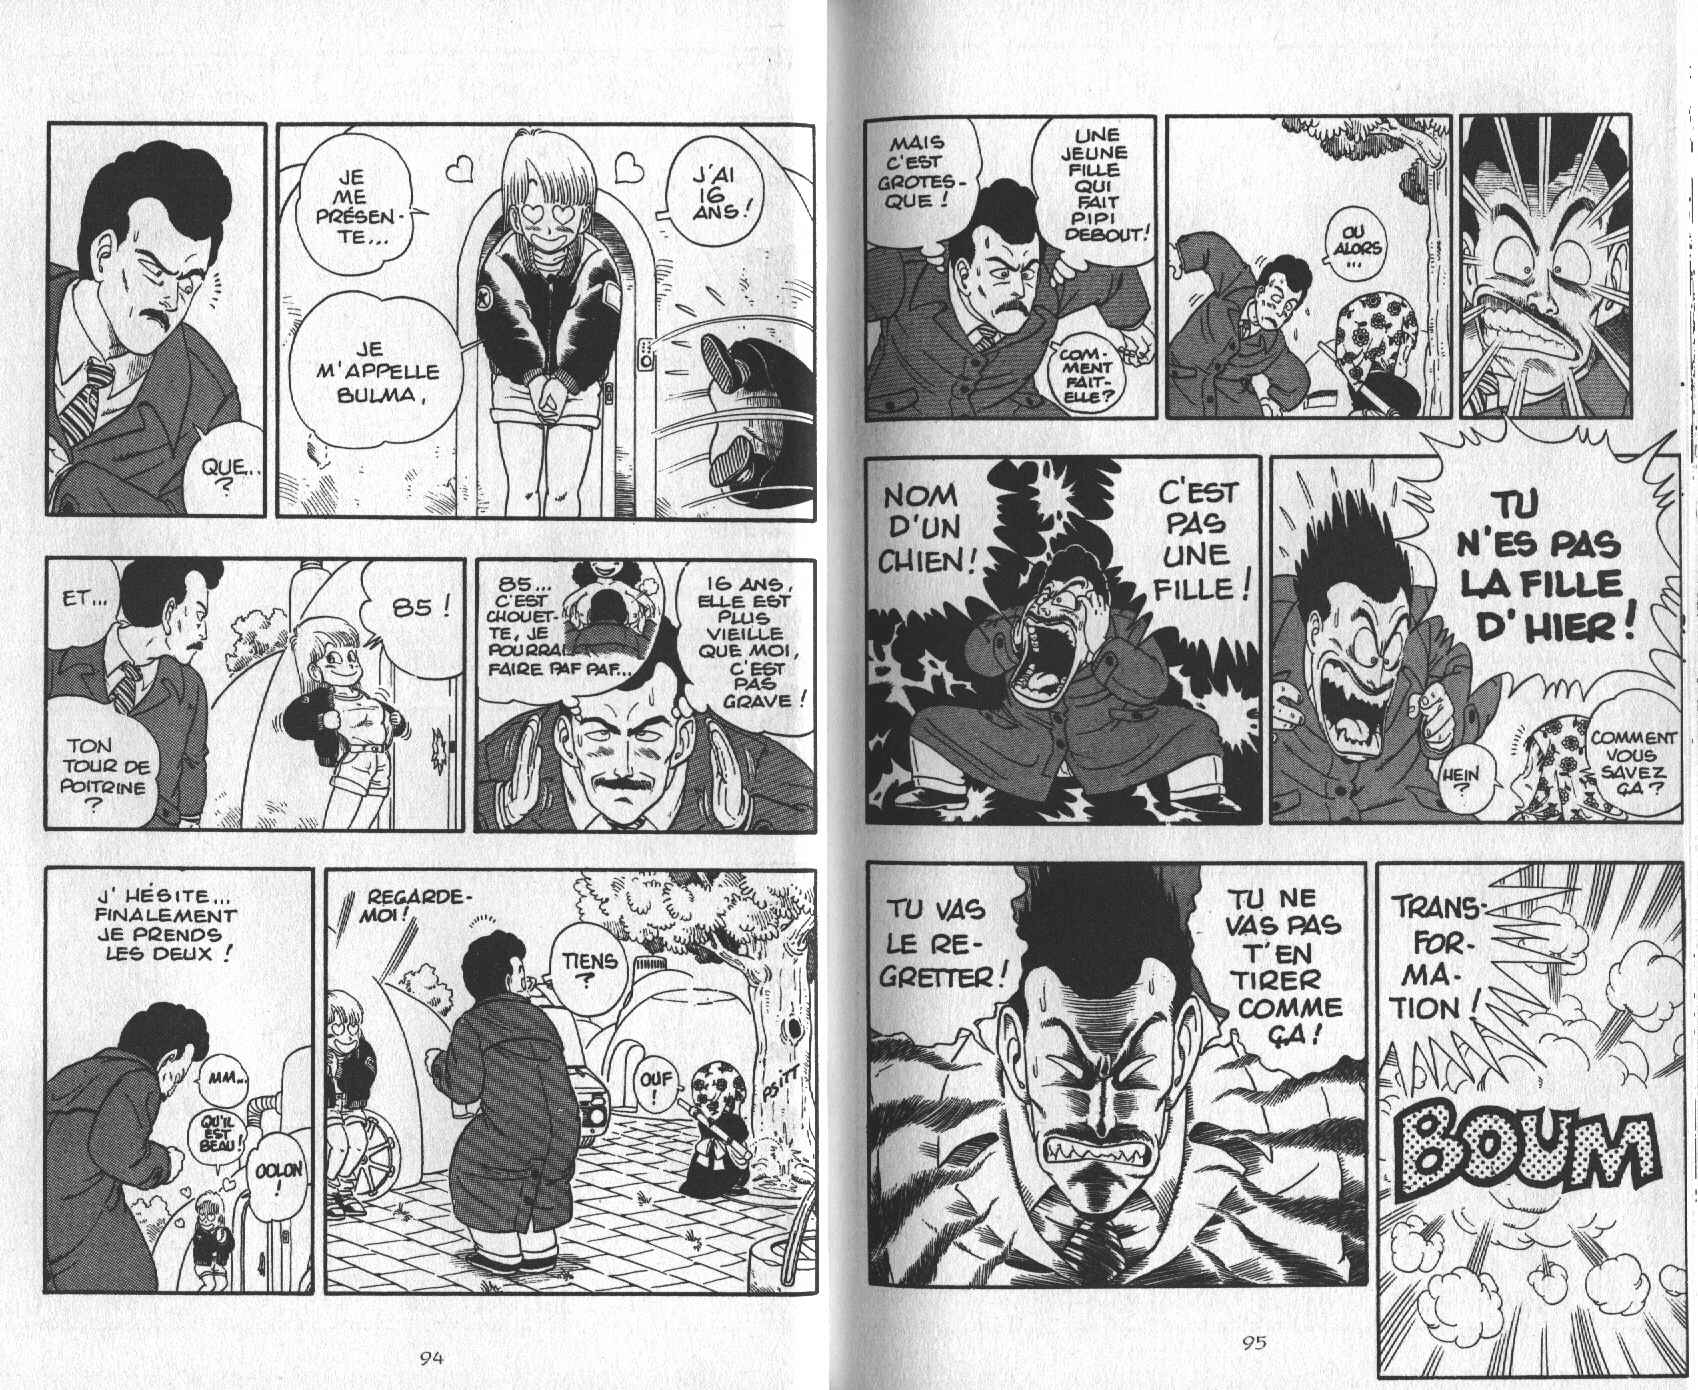 QUE...
?
JE
ME
PRÉSEN-
TE...
JE
M'APPELLE
BULMA,
J'AI
16
ANS!
ET...
TON
TOUR DE
POITRINE
?
85!
85...
C'EST
CHOUET-
TE, JE
POURRAI
FAIRE PAF PAF...
16 ANS,
ELLE EST
PLUS
VIEILLE
QUE MOI,
C'EST
PAS
GRAVE!
J'HÉSITE...
FINALEMENT
JE PRENDS
LES DEUX!
MM...
QU'IL
EST
BEAU!
OOLON
!
REGARDE-
MOI!
TIENS
?
OUF
!
PSITT
94
MAIS
C'EST
GROTES-
QUE!
UNE
JEUNE
FILLE
QUI
FAIT
PIPI
DEBOUT!
COM-
MENT
FAIT-
ELLE?
OU
ALORS
...
NOM
D'UN
CHIEN!
C'EST
PAS
UNE
FILLE!
TU
N'ES PAS
LA FILLE
D'HIER!
HEIN
?
COMMENT
VOUS
SAVEZ
ÇA?
TU VAS
LE RE-
GRETTER!
TU NE
VAS PAS
T'EN
TIRER
COMME
ÇA!
TRANS-
FOR-
MA-
TION!
BOUM
95